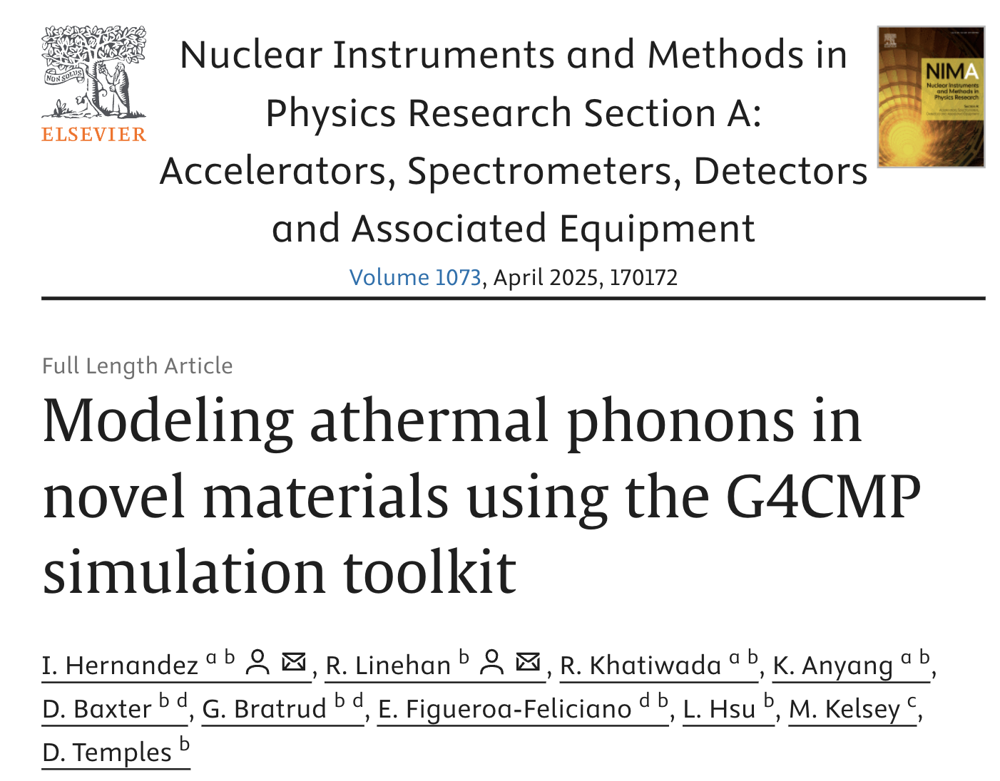 NON SOLUS
ELSEVIER
Nuclear Instruments and Methods in
Physics Research Section A:
Accelerators, Spectrometers, Detectors
and Associated Equipment
Volume 1073, April 2025, 170172
NIMA
Nuclear Instruments
and Methods in
Physics Research
Full Length Article
Modeling athermal phonons in
novel materials using the G4CMP
simulation toolkit
I. Hernandez a b, R. Linehan b, R. Khatiwada a b, K. Anyang a b,
D. Baxter b d, G. Bratrud b d, E. Figueroa-Feliciano d b, L. Hsu b, M. Kelsey c,
D. Temples b